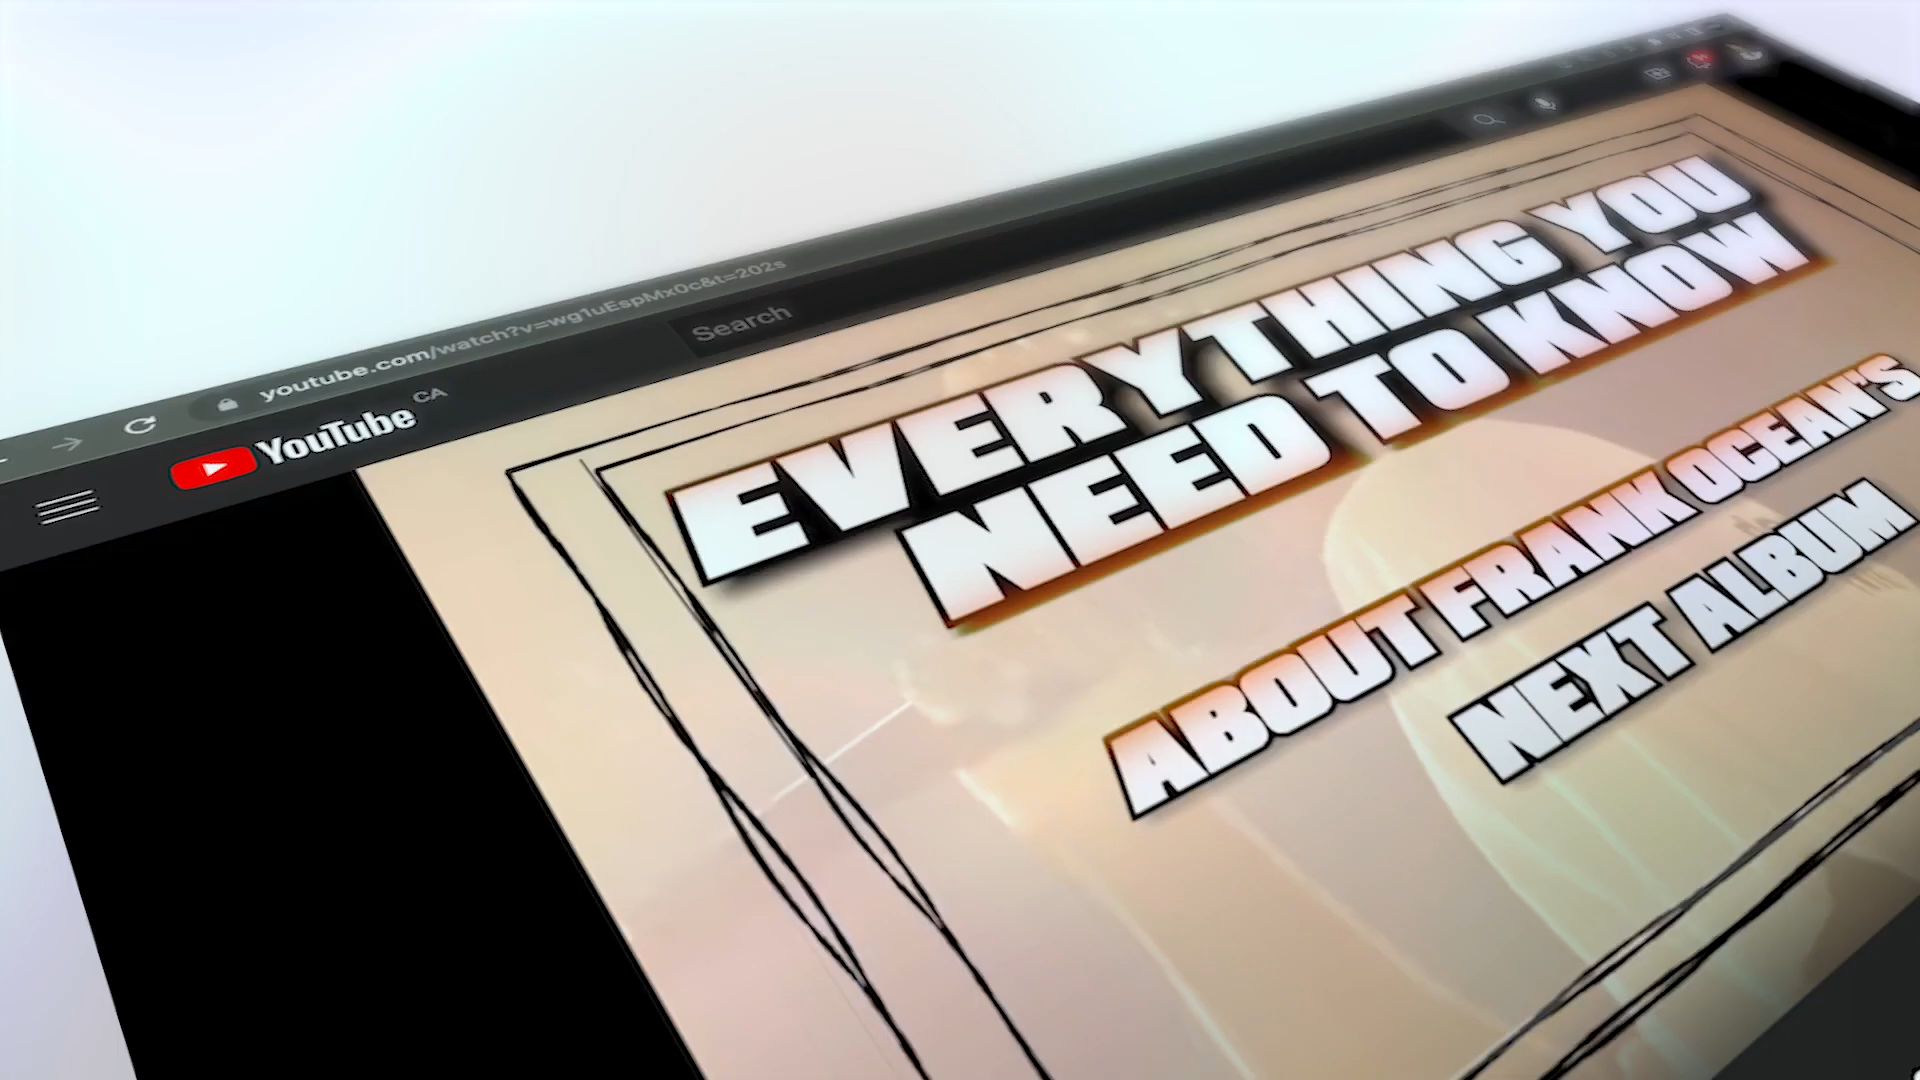 youtube.com/watch?v=wg1uEspMx0c&t=202s
YouTube CA
Search
EVERYTHING YOU
NEED TO KNOW
ABOUT FRANK OCEAN'S
NEXT ALBUM